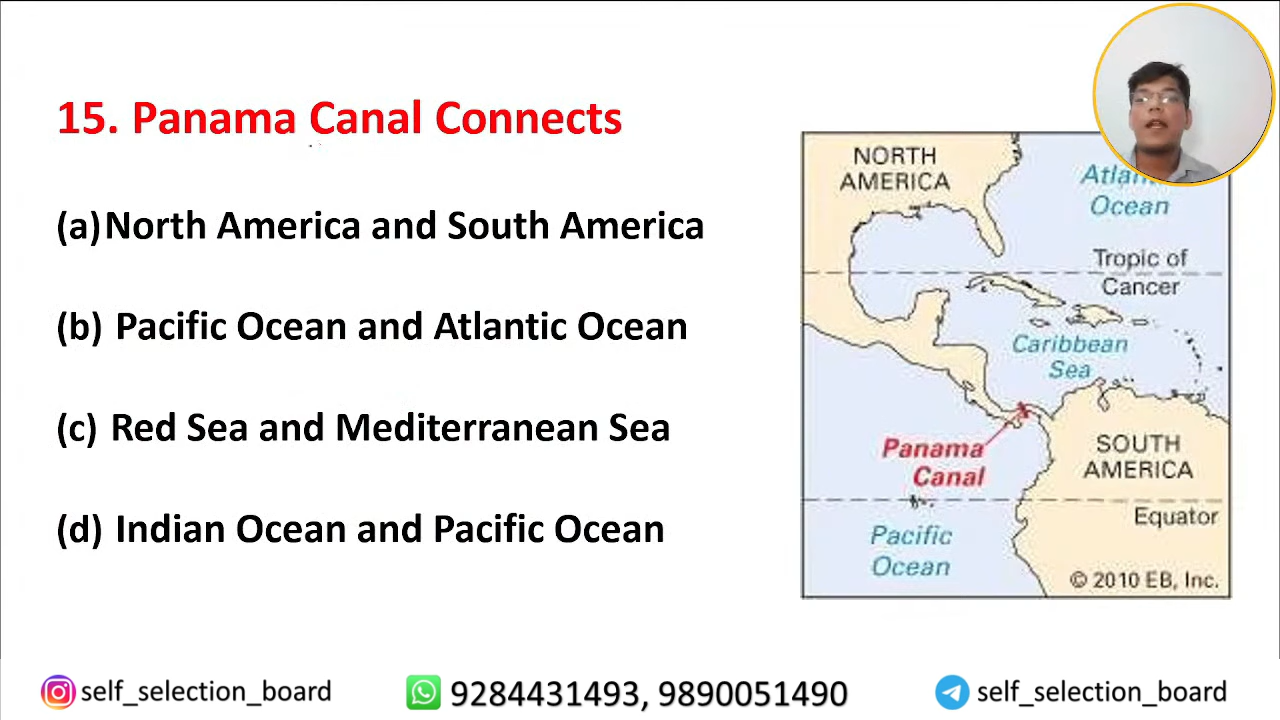 15. Panama Canal Connects
(a) North America and South America
(b) Pacific Ocean and Atlantic Ocean
(c) Red Sea and Mediterranean Sea
(d) Indian Ocean and Pacific Ocean
NORTH
AMERICA
Ocean
Tropic of
Cancer
Caribbean
Sea
Panama
Canal
SOUTH
AMERICA
Equator
Pacific
Ocean
© 2010 EB, Inc.
self_selection_board
9284431493, 9890051490
self_selection_board